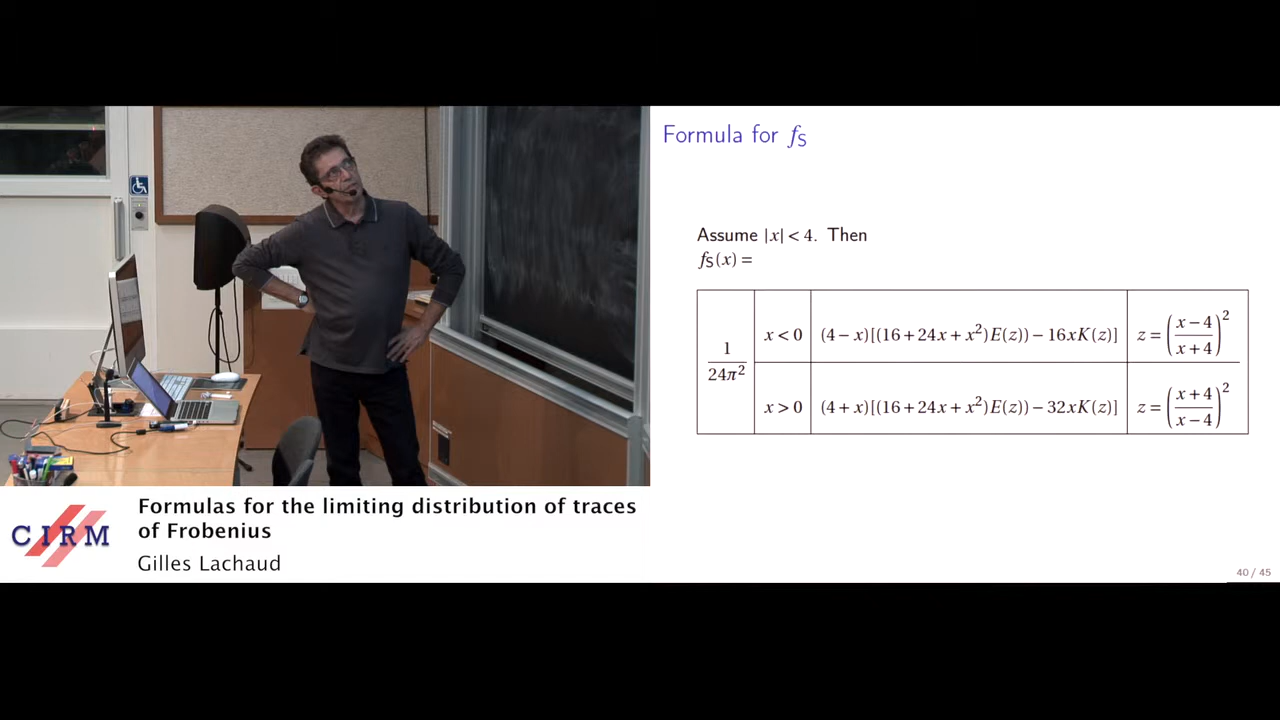 Formula for f_S
Assume |x| < 4. Then
f_S(x) =
1/(24π²)
x < 0 (4 − x)[(16 + 24x + x²)E(z)) − 16xK(z)] z = ((x − 4)/(x + 4))²
x > 0 (4 + x)[(16 + 24x + x²)E(z)) − 32xK(z)] z = ((x + 4)/(x − 4))²
CIRM
Formulas for the limiting distribution of traces
of Frobenius
Gilles Lachaud
40 / 45